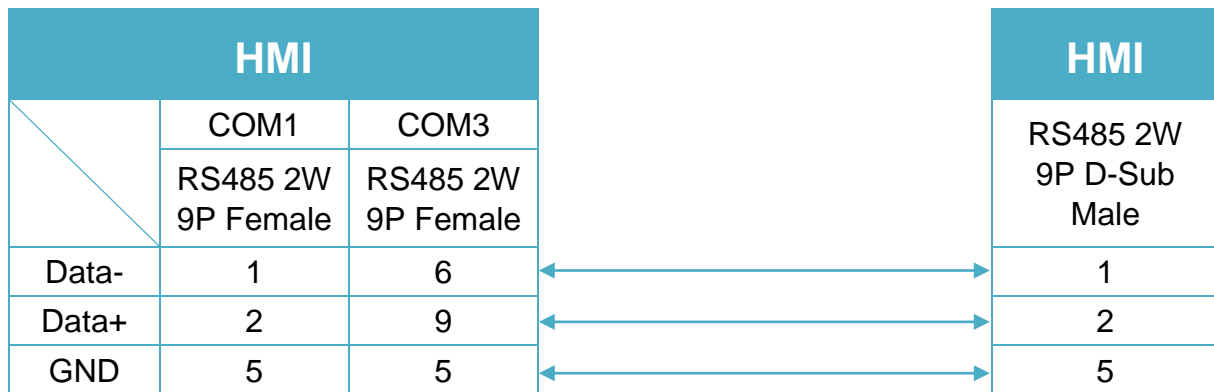 HMI HMI
COM1 COM3
RS485 2W
9P Female
RS485 2W
9P Female
RS485 2W
9P D-Sub
Male
Data- 1 6 1
Data+ 2 9 2
GND 5 5 5